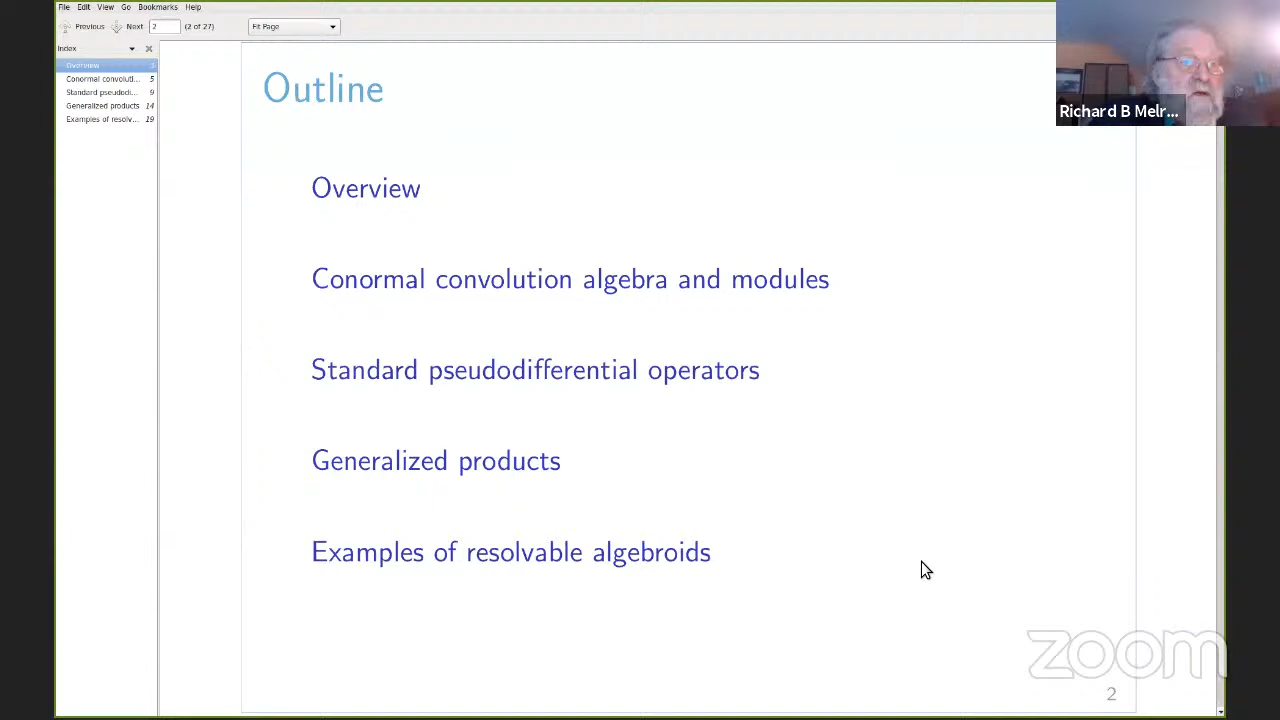 File Edit View Go Bookmarks Help
Previous Next 2 (2 of 27) Fit Page
Index
Overview 3
Conormal convoluti... 5
Standard pseudodi... 9
Generalized products 14
Examples of resolv... 19
Outline
Richard B Melr...
Overview
Conormal convolution algebra and modules
Standard pseudodifferential operators
Generalized products
Examples of resolvable algebroids
zoom
2